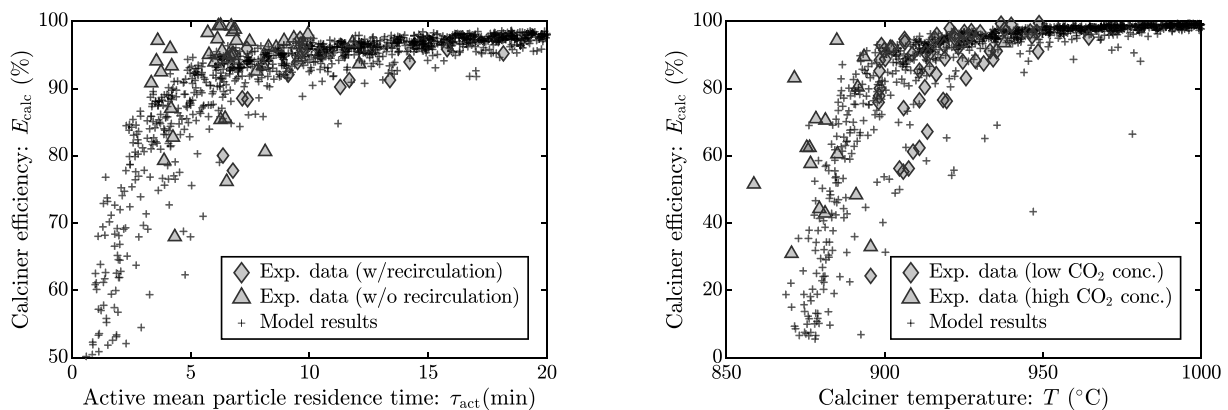 100
90
80
70
60
50
Calciner efficiency: E_calc (%)
Exp. data (w/recirculation)
Exp. data (w/o recirculation)
Model results
0 5 10 15 20
Active mean particle residence time: τ_act(min)
100
80
60
40
20
0
Calciner efficiency: E_calc (%)
Exp. data (low CO₂ conc.)
Exp. data (high CO₂ conc.)
Model results
850 900 950 1000
Calciner temperature: T (°C)